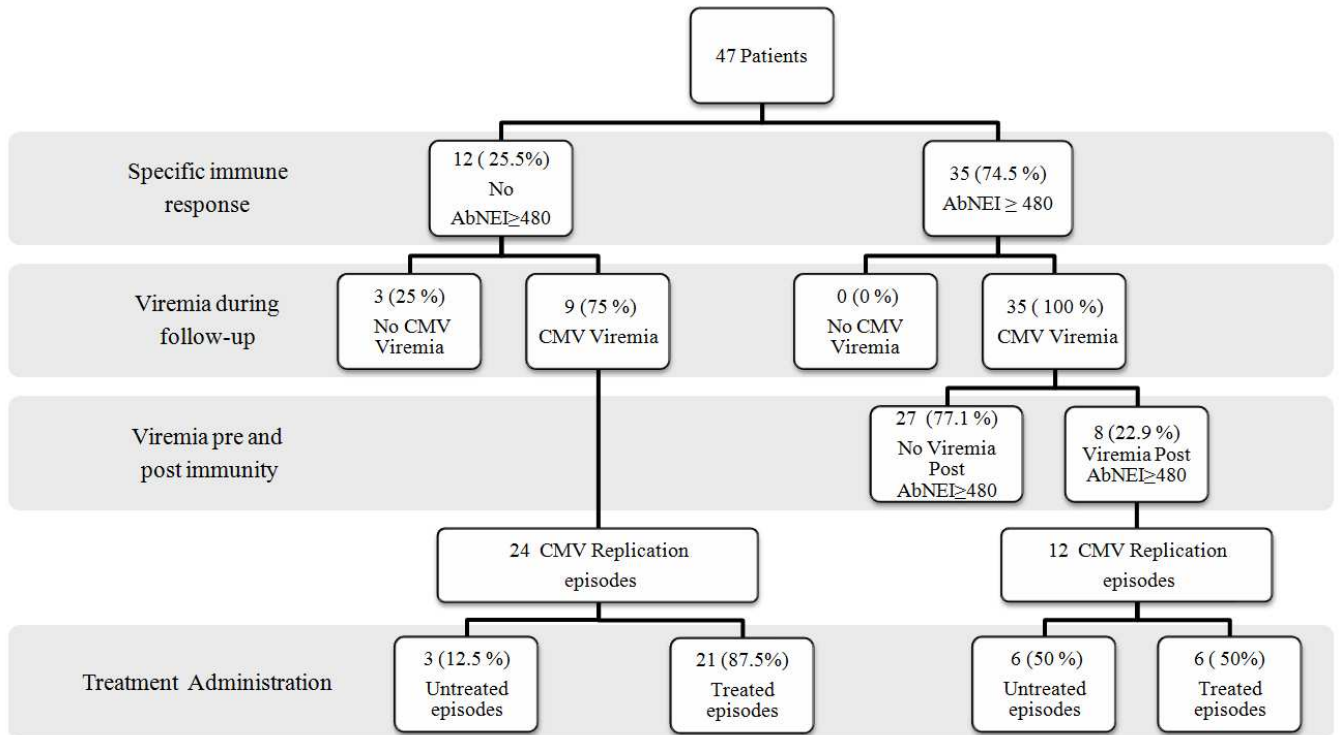 47 Patients
Specific immune
response
12 ( 25.5%)
No
AbNEI≥480
35 (74.5 %)
AbNEI ≥ 480
Viremia during
follow-up
3 (25 %)
No CMV
Viremia
9 (75 %)
CMV Viremia
0 (0 %)
No CMV
Viremia
35 ( 100 %)
CMV Viremia
Viremia pre and
post immunity
27 (77.1 %)
No Viremia
Post
AbNEI≥480
8 (22.9 %)
Viremia Post
AbNEI≥480
24 CMV Replication
episodes
12 CMV Replication
episodes
Treatment Administration
3 (12.5 %)
Untreated
episodes
21 (87.5%)
Treated
episodes
6 (50 %)
Untreated
episodes
6 ( 50%)
Treated
episodes